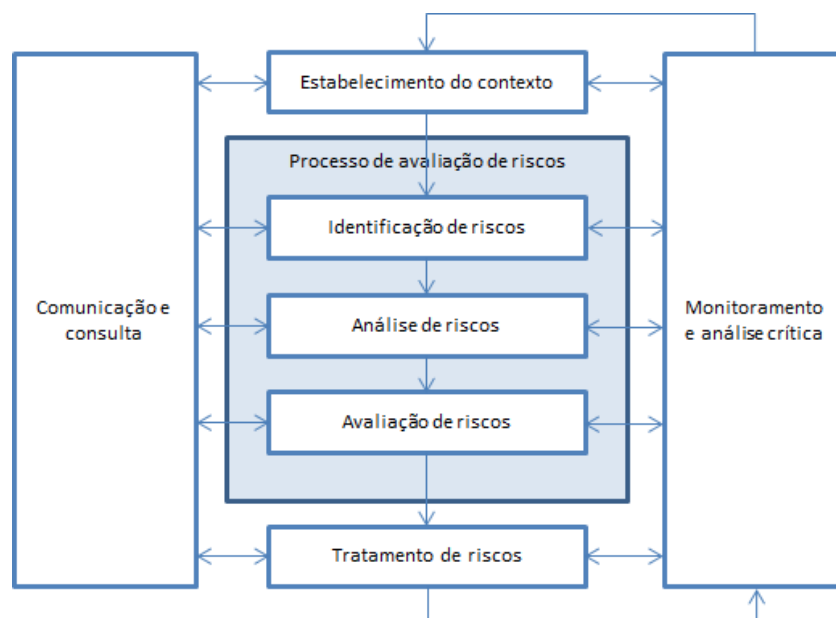 Estabelecimento do contexto
Processo de avaliação de riscos
Identificação de riscos
Comunicação e
consulta
Análise de riscos
Monitoramento
e análise crítica
Avaliação de riscos
Tratamento de riscos